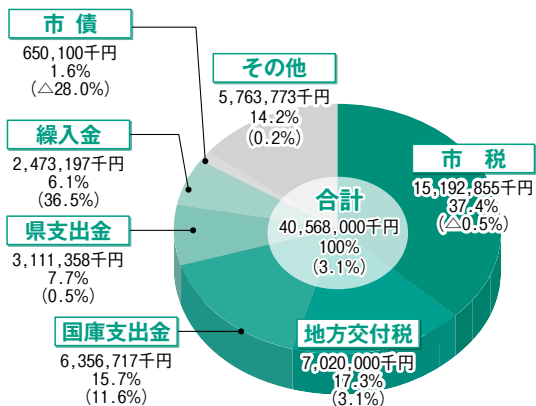 市債
650,100千円
1.6%
(△28.0%)
繰入金
2,473,197千円
6.1%
(36.5%)
県支出金
3,111,358千円
7.7%
(0.5%)
国庫支出金
6,356,717千円
15.7%
(11.6%)
その他
5,763,773千円
14.2%
(0.2%)
合計
40,568,000千円
100%
(3.1%)
市税
15,192,855千円
37.4%
(△0.5%)
地方交付税
7,020,000千円
17.3%
(3.1%)